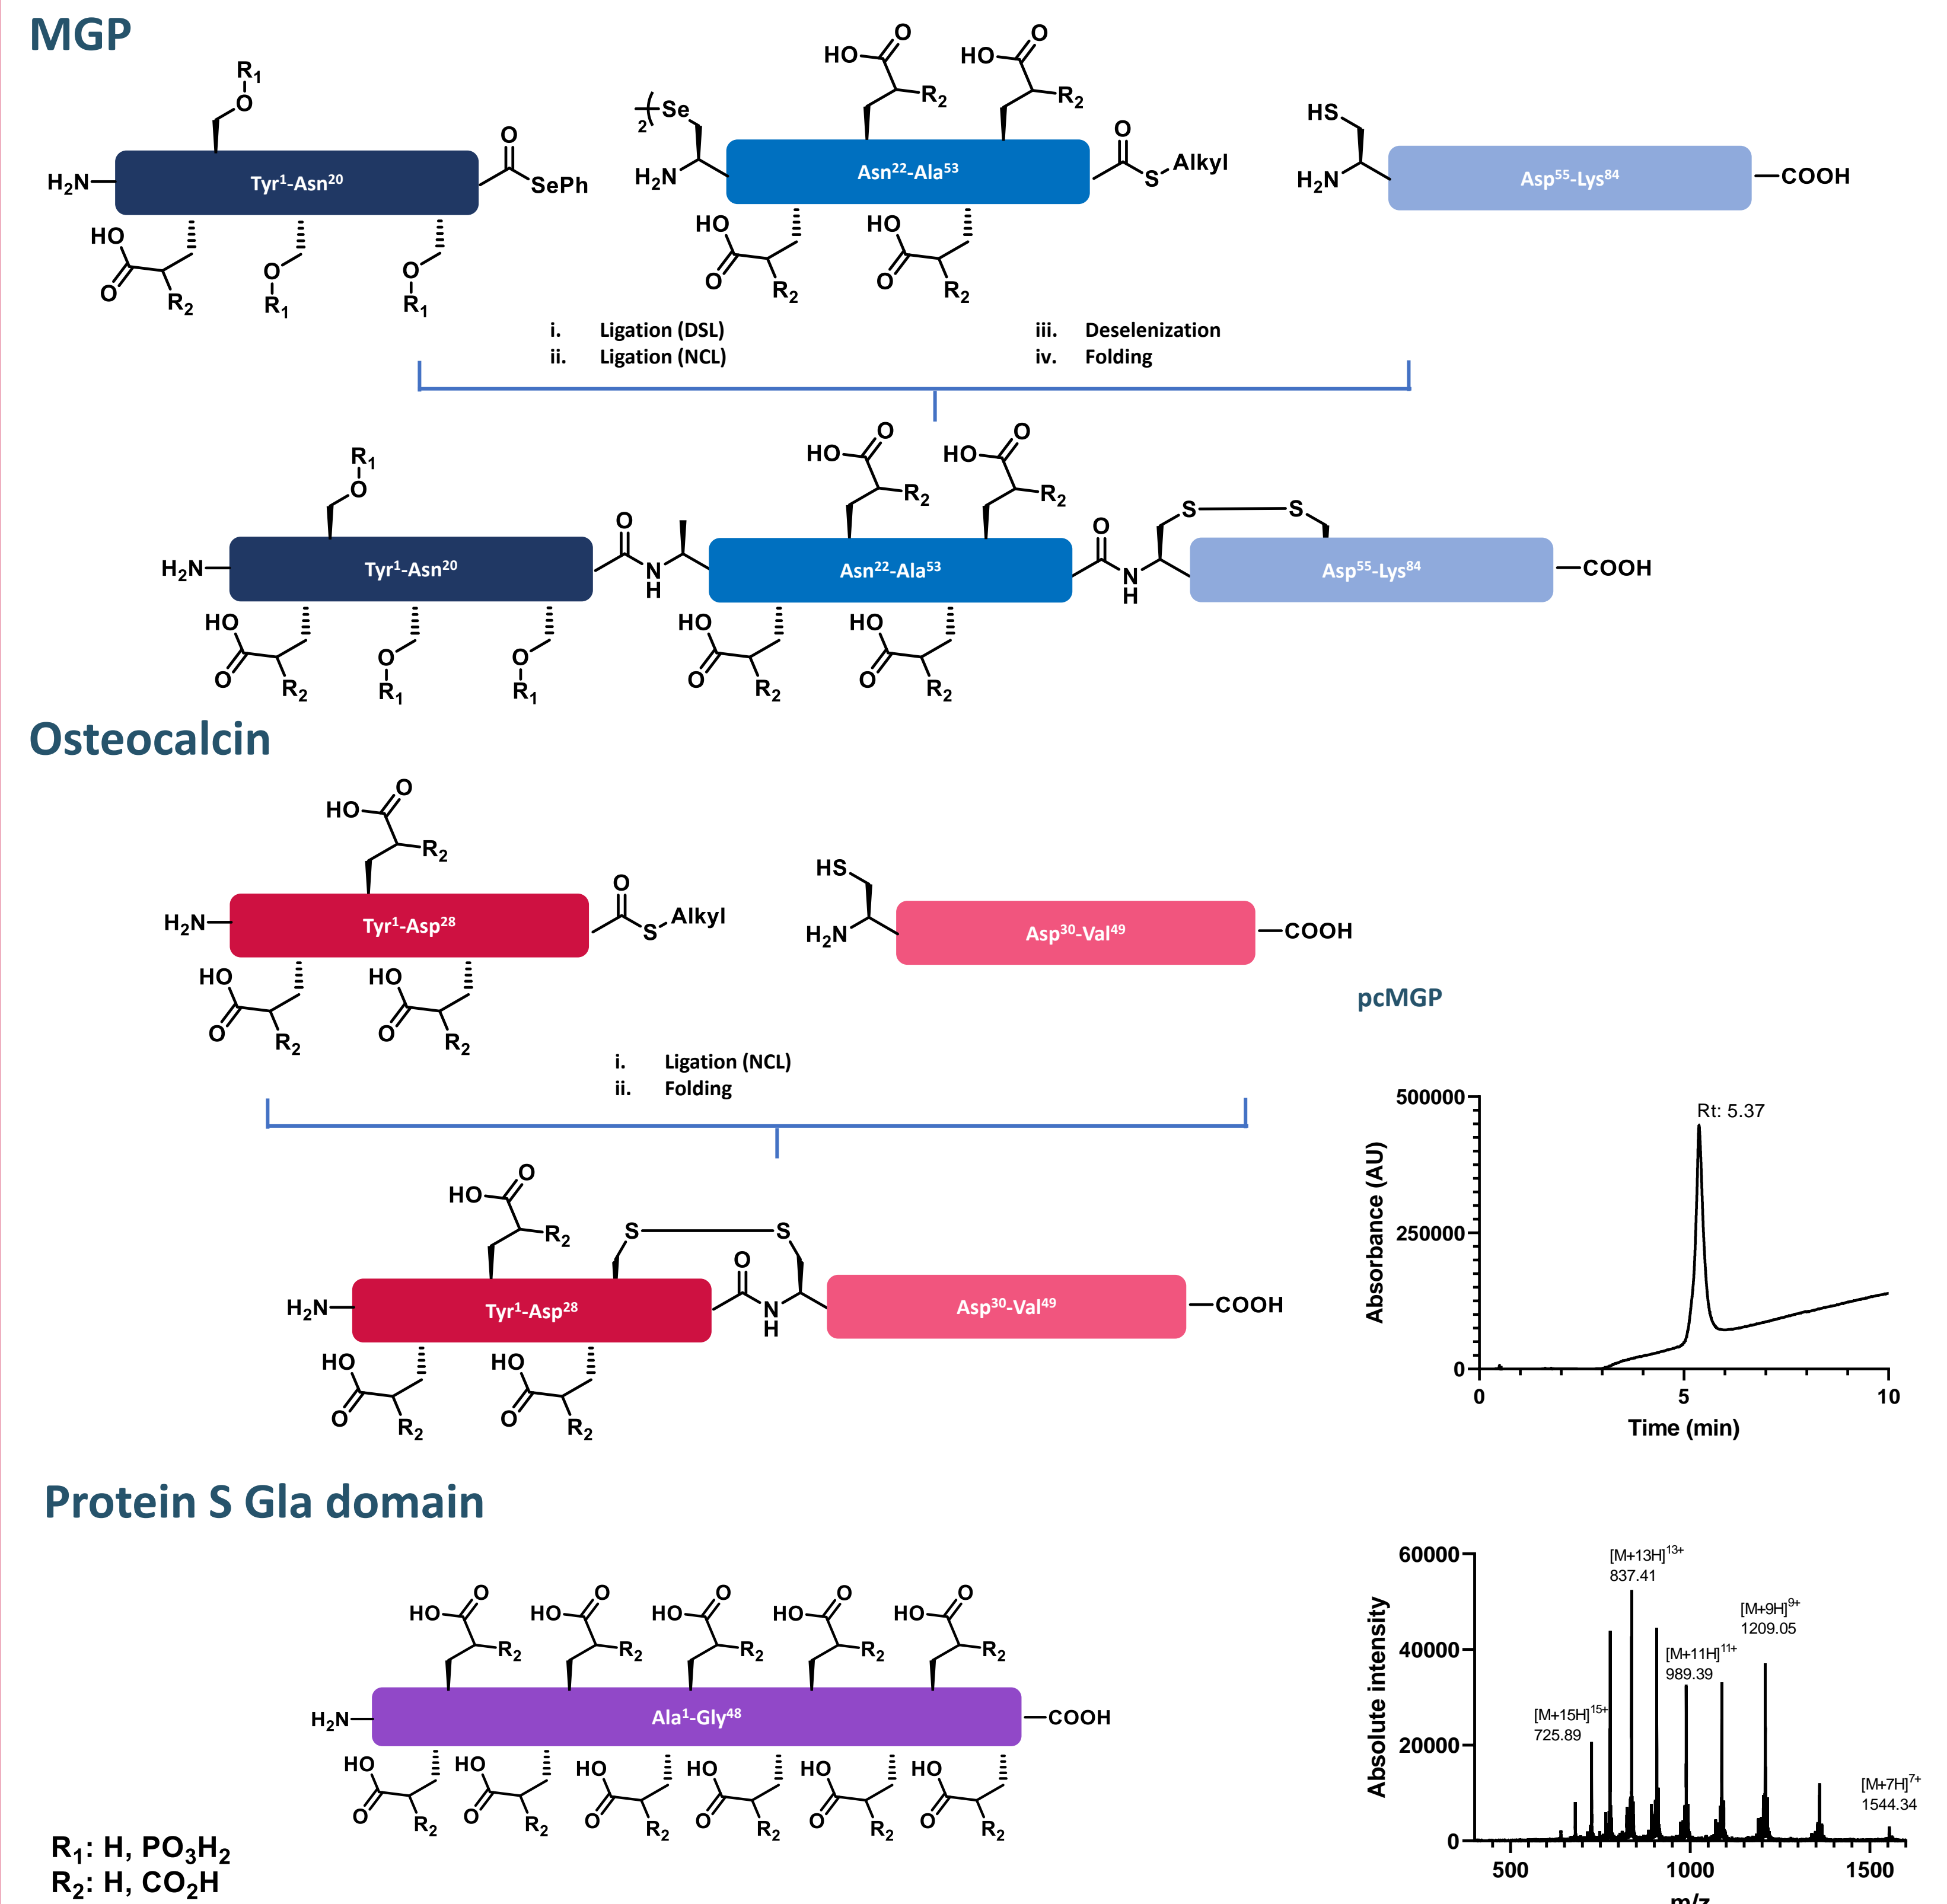 MGP
R1
O
HO
O
R2
HO
O
R2
2(Se
HS
H2N
Tyr1-Asn20
O
SePh
H2N
Asn22-Ala53
O
S
Alkyl
H2N
Asp55-Lys84
COOH
HO
O
R2
O
R1
O
R1
HO
O
R2
HO
O
R2
i. Ligation (DSL)
ii. Ligation (NCL)
iii. Deselenization
iv. Folding
R1
O
HO
O
R2
HO
O
R2
S
S
H2N
Tyr1-Asn20
O
N
H
Asn22-Ala53
O
N
H
Asp55-Lys84
COOH
HO
O
R2
O
R1
O
R1
HO
O
R2
HO
O
R2
Osteocalcin
HO
O
R2
HS
H2N
Tyr1-Asp28
O
S
Alkyl
H2N
Asp30-Val49
COOH
HO
O
R2
HO
O
R2
i. Ligation (NCL)
ii. Folding
HO
O
R2
S
S
H2N
Tyr1-Asp28
O
N
H
Asp30-Val49
COOH
HO
O
R2
HO
O
R2
pcMGP
Absorbance (AU)
500000
250000
0
Rt: 5.37
0 5 10
Time (min)
Protein S Gla domain
HO
O
R2
HO
O
R2
HO
O
R2
HO
O
R2
HO
O
R2
H2N
Ala1-Gly48
COOH
HO
O
R2
HO
O
R2
HO
O
R2
HO
O
R2
HO
O
R2
HO
O
R2
R1: H, PO3H2
R2: H, CO2H
Absolute intensity
60000
40000
20000
0
[M+15H]15+
725.89
[M+13H]13+
837.41
[M+11H]11+
989.39
[M+9H]9+
1209.05
[M+7H]7+
1544.34
500 1000 1500
m/z